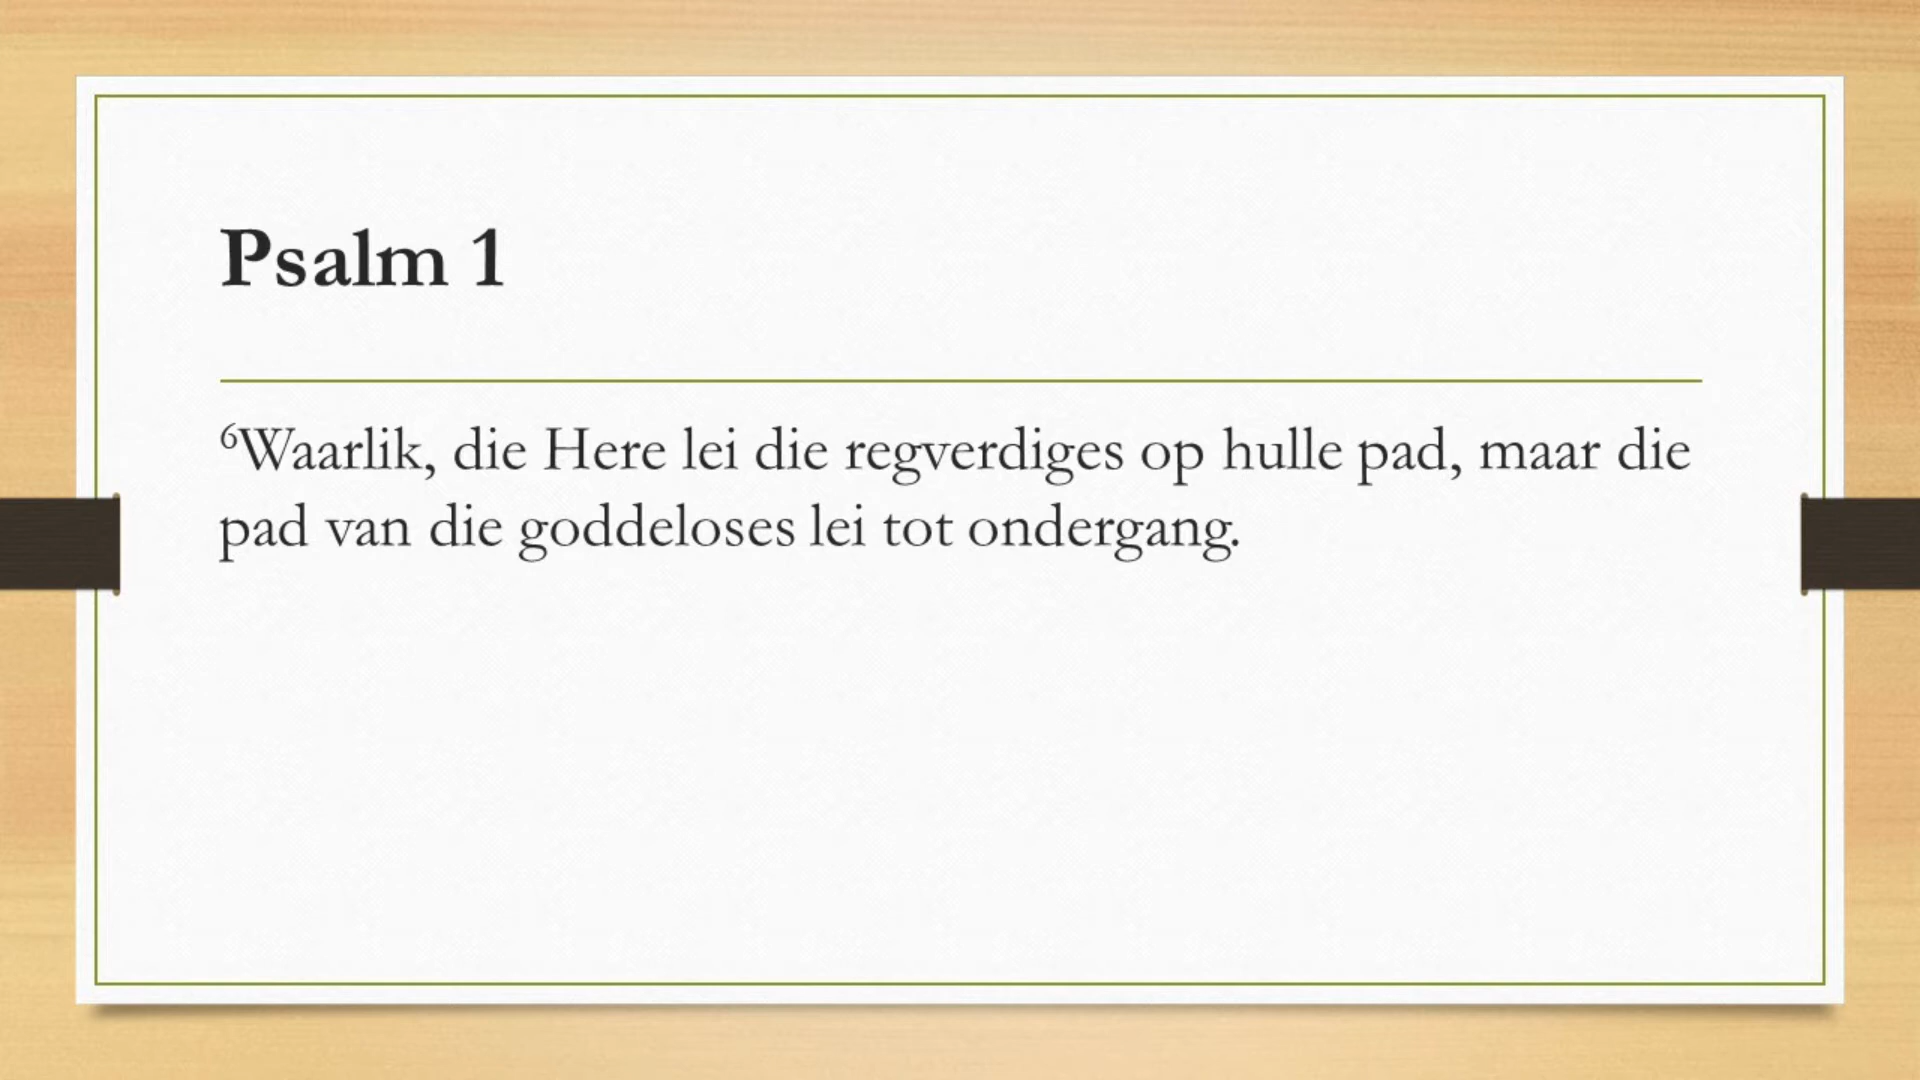 Psalm 1
⁶Waarlik, die Here lei die regverdiges op hulle pad, maar die
pad van die goddeloses lei tot ondergang.